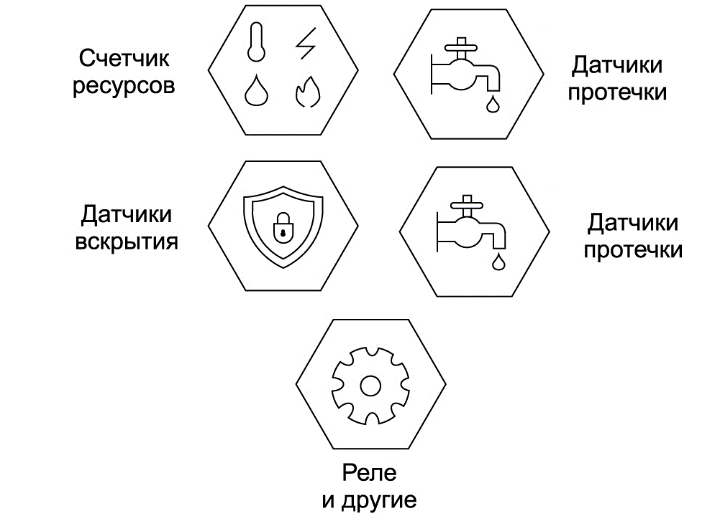 Счетчик
ресурсов
Датчики
протечки
Датчики
вскрытия
Датчики
протечки
Реле
и другие